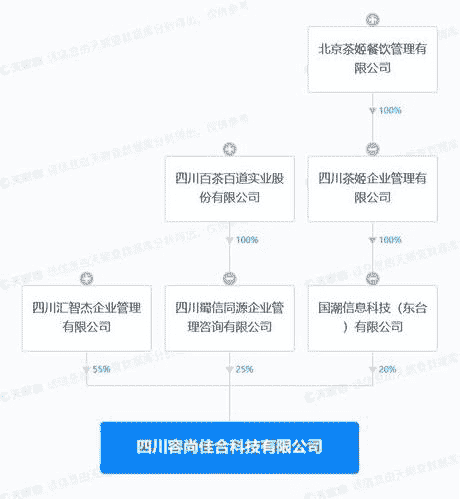 北京茶姬餐饮管理有
限公司
100%
四川百茶百道实业股
份有限公司
四川茶姬企业管理有
限公司
100%
100%
四川汇智杰企业管理
有限公司
四川蜀信同源企业管
理咨询有限公司
国潮信息科技（东台
）有限公司
55%
25%
20%
四川容尚佳合科技有限公司